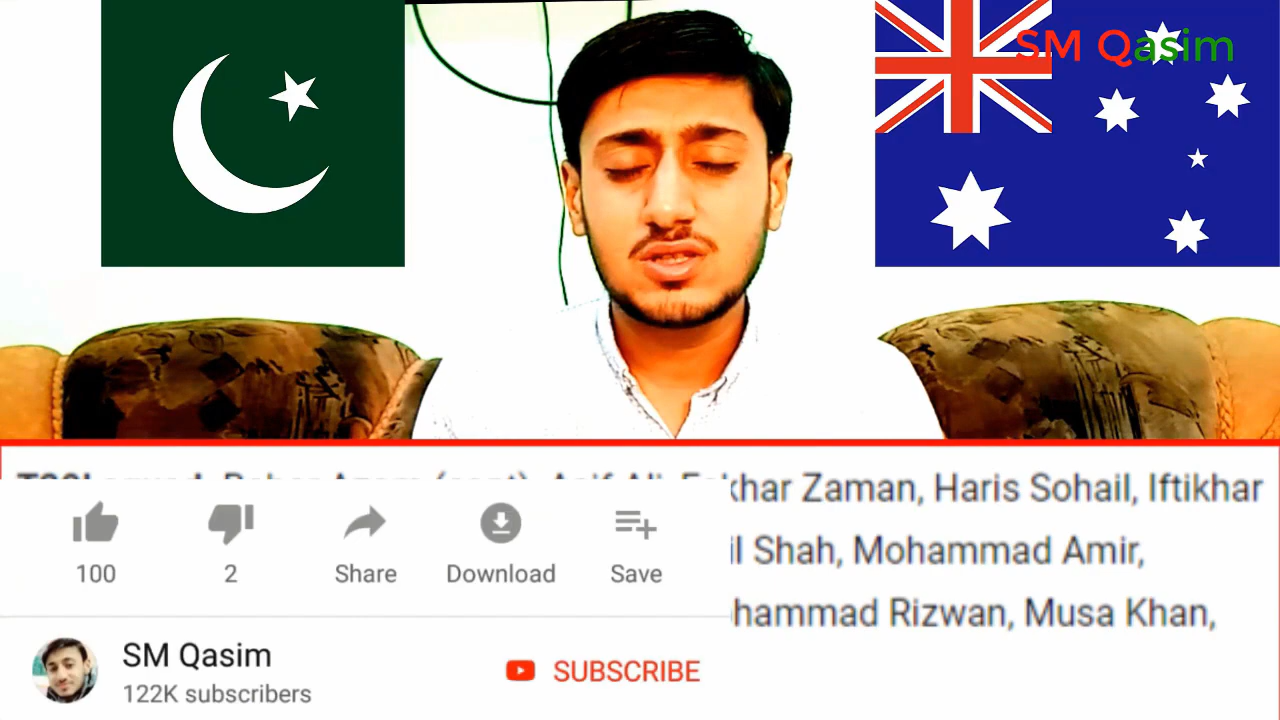 SM Qasim
khar Zaman, Haris Sohail, Iftikhar
il Shah, Mohammad Amir,
hammad Rizwan, Musa Khan,
100
2
Share
Download
Save
SM Qasim
122K subscribers
SUBSCRIBE